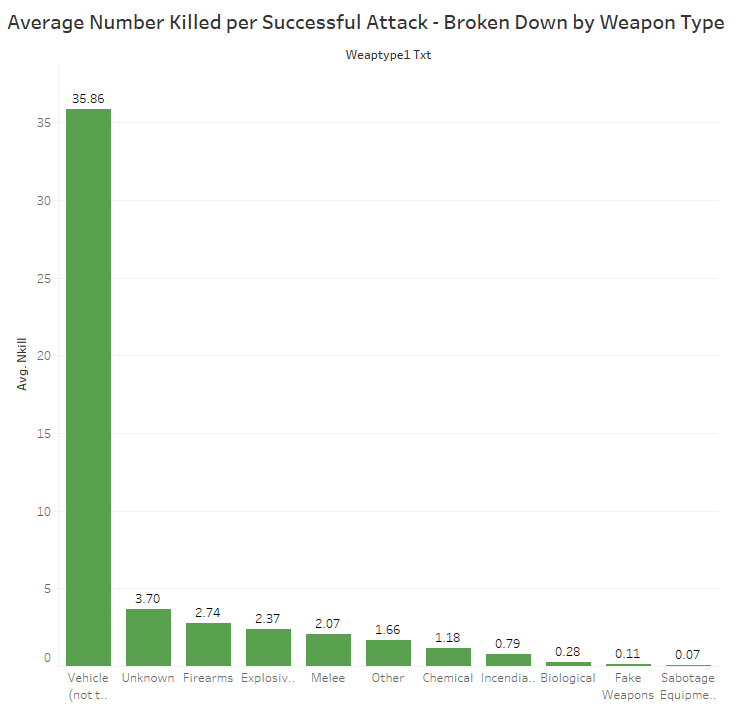 Average Number Killed per Successful Attack - Broken Down by Weapon Type
Weaptype1 Txt
35.86
35
30
25
20
Avg. Nkill
15
10
5
0
3.70
2.74
2.37
2.07
1.66
1.18
0.79
0.28
0.11
0.07
Vehicle
(not t..
Unknown
Firearms
Explosiv..
Melee
Other
Chemical
Incendia..
Biological
Fake
Weapons
Sabotage
Equipme..